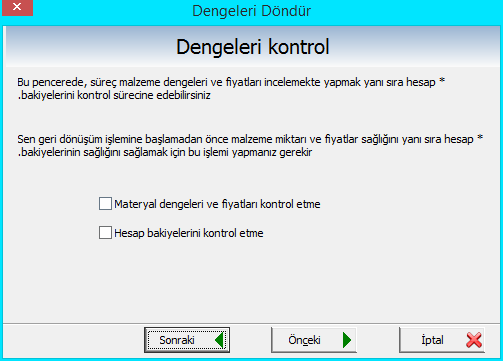 Dengeleri Döndür
Dengeleri kontrol
Bu pencerede, süreç malzeme dengeleri ve fiyatları incelemekte yapmak yanı sıra hesap *
.bakiyelerini kontrol sürecine edebilirsiniz
Sen geri dönüşüm işlemine başlamadan önce malzeme miktarı ve fiyatlar sağlığını yanı sıra hesap *
.bakiyelerinin sağlığını sağlamak için bu işlemi yapmanız gerekir
Materyal dengeleri ve fiyatları kontrol etme
Hesap bakiyelerini kontrol etme
Sonraki
Önceki
İptal